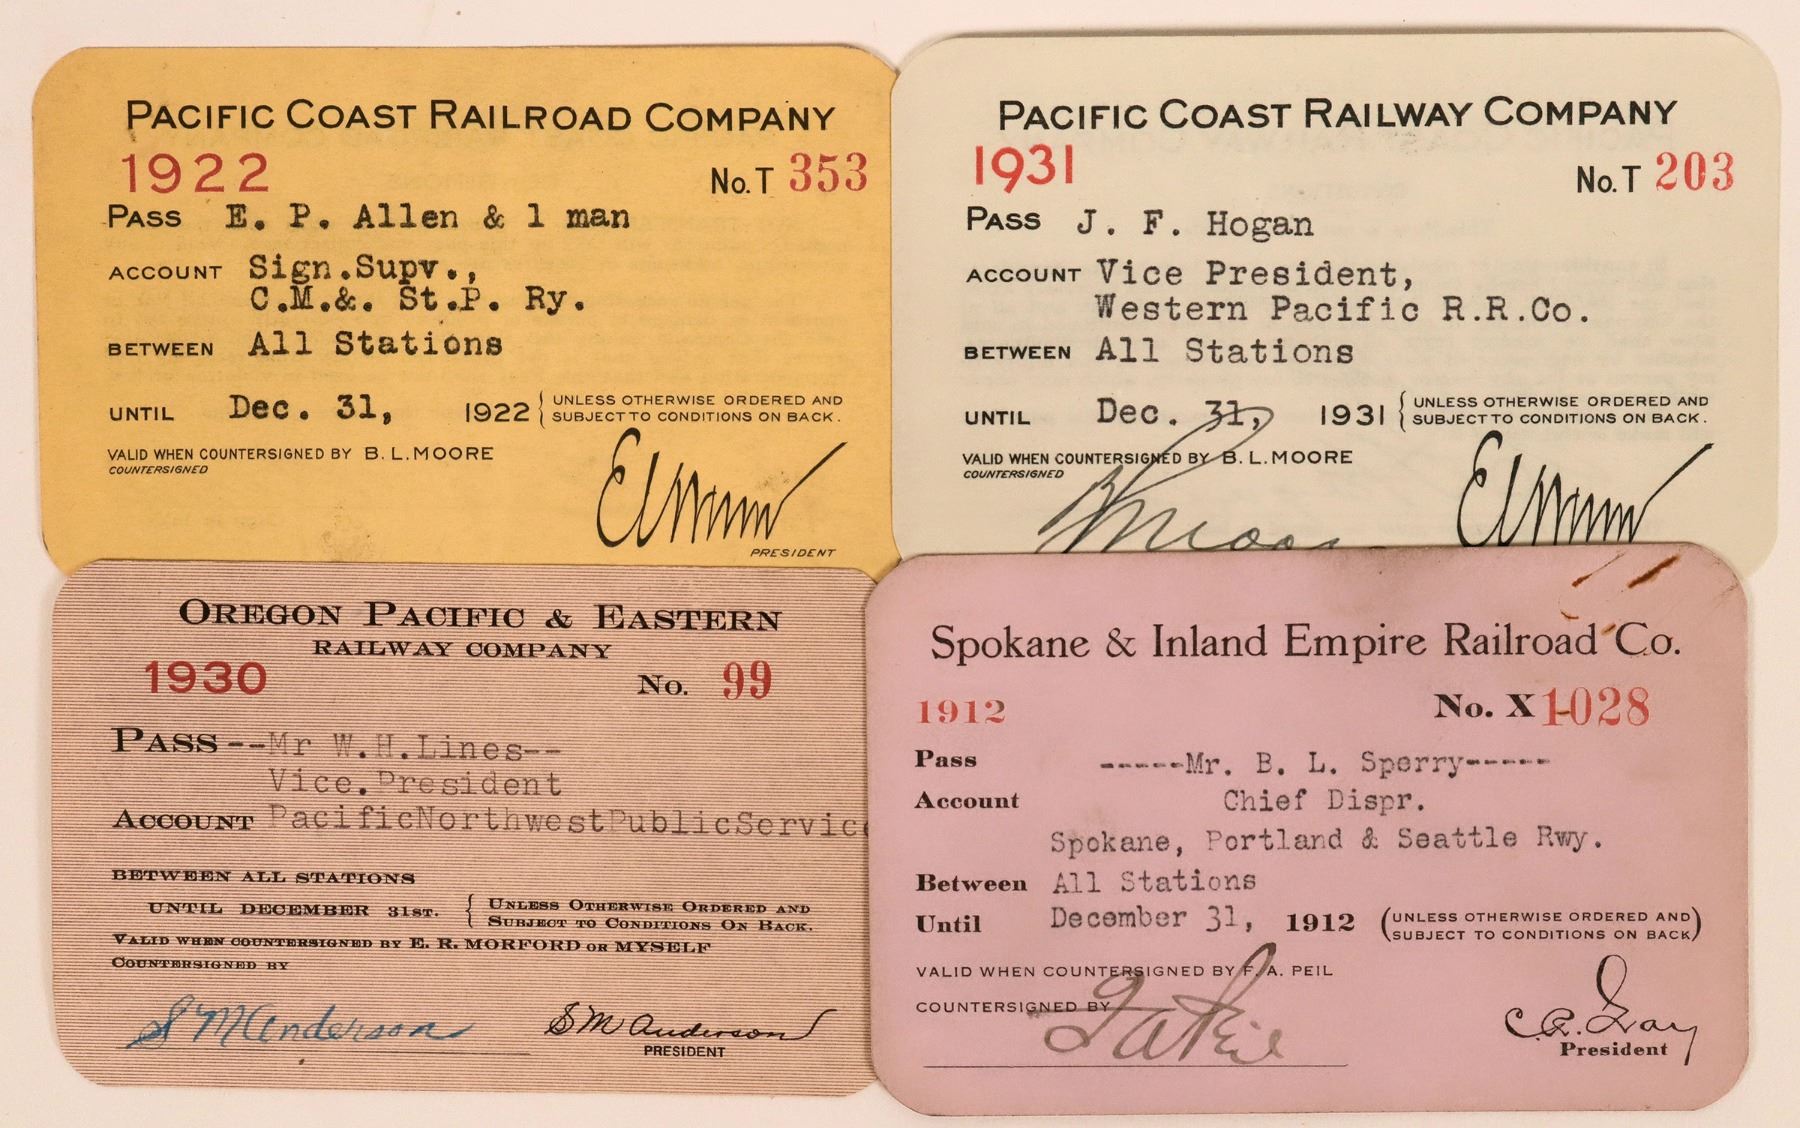 PACIFIC COAST RAILROAD COMPANY
1922
No. T 353
PASS E. P. Allen & 1 man
ACCOUNT Sign.Supv.,
C.M.&. St.P. Ry.
BETWEEN All Stations
UNTIL Dec. 31, 1922 { UNLESS OTHERWISE ORDERED AND
SUBJECT TO CONDITIONS ON BACK.
VALID WHEN COUNTERSIGNED BY B. L. MOORE
COUNTERSIGNED
PRESIDENT
PACIFIC COAST RAILWAY COMPANY
1931
No. T 203
PASS J. F. Hogan
ACCOUNT Vice President,
Western Pacific R.R.Co.
BETWEEN All Stations
UNTIL Dec. 31, 1931 { UNLESS OTHERWISE ORDERED AND
SUBJECT TO CONDITIONS ON BACK.
VALID WHEN COUNTERSIGNED BY B. L. MOORE
COUNTERSIGNED
OREGON PACIFIC & EASTERN
RAILWAY COMPANY
1930
No. 99
PASS --Mr W.H.Lines--
Vice.President
ACCOUNT PacificNorthwestPublicService
BETWEEN ALL STATIONS
UNTIL DECEMBER 31ST. { UNLESS OTHERWISE ORDERED AND
SUBJECT TO CONDITIONS ON BACK.
VALID WHEN COUNTERSIGNED BY E. R. MORFORD OR MYSELF
COUNTERSIGNED BY
S M Anderson
S M Anderson
PRESIDENT
Spokane & Inland Empire Railroad Co.
1912
No. X 1028
Pass -----Mr. B. L. Sperry-----
Account Chief Dispr.
Spokane, Portland & Seattle Rwy.
Between All Stations
Until December 31, 1912 (UNLESS OTHERWISE ORDERED AND
SUBJECT TO CONDITIONS ON BACK)
VALID WHEN COUNTERSIGNED BY F. A. PEIL
COUNTERSIGNED BY
F A Peil
C. R. Gray
President